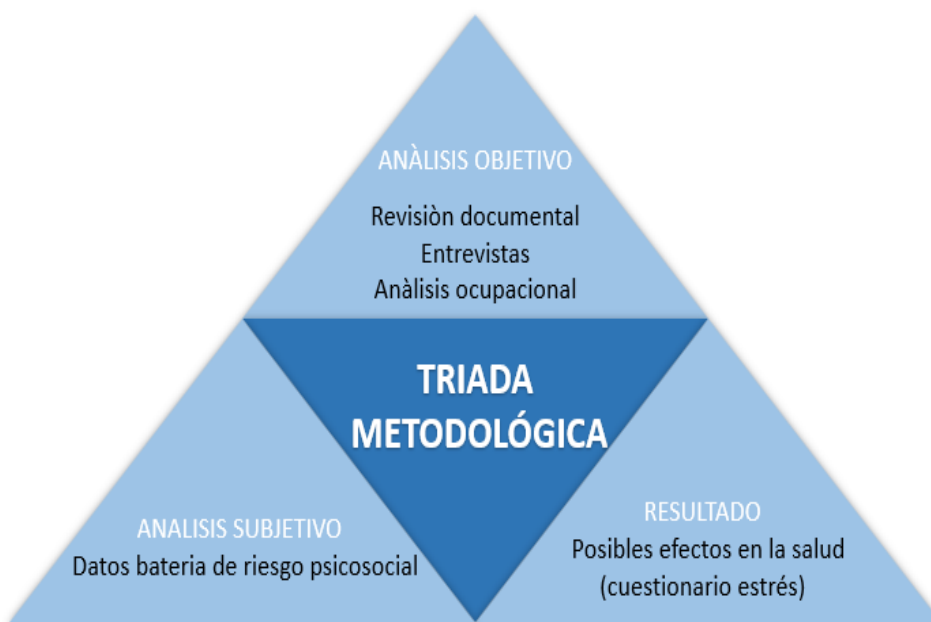 ANÀLISIS OBJETIVO
Revisiòn documental
Entrevistas
Anàlisis ocupacional
TRIADA
METODOLÓGICA
ANALISIS SUBJETIVO
Datos bateria de riesgo psicosocial
RESULTADO
Posibles efectos en la salud
(cuestionario estrés)